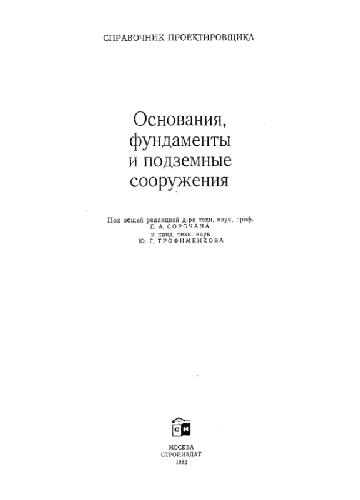 СПРАВОЧНИК ПРОЕКТИРОВЩИКА
Основания,
фундаменты
и подземные
сооружения
Под общей редакцией д-ра техн. наук, проф.
Е. А. СОРОЧАНА
и канд. техн. наук
Ю. Г. ТРОФИМЕНКОВА
С И
МОСКВА
СТРОЙИЗДАТ